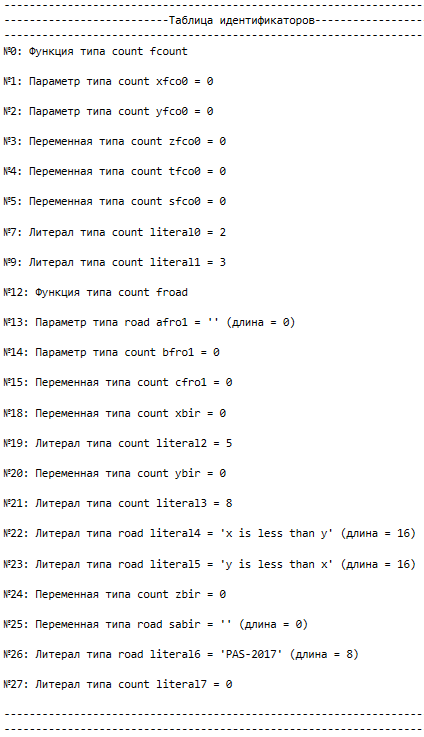 ------------------------------------------------------------------
--------------------------Таблица идентификаторов-----------------
------------------------------------------------------------------
№0: Функция типа count fcount
№1: Параметр типа count xfco0 = 0
№2: Параметр типа count yfco0 = 0
№3: Переменная типа count zfco0 = 0
№4: Переменная типа count tfco0 = 0
№5: Переменная типа count sfco0 = 0
№7: Литерал типа count literal0 = 2
№9: Литерал типа count literal1 = 3
№12: Функция типа count froad
№13: Параметр типа road afro1 = '' (длина = 0)
№14: Параметр типа count bfro1 = 0
№15: Переменная типа count cfro1 = 0
№18: Переменная типа count xbir = 0
№19: Литерал типа count literal2 = 5
№20: Переменная типа count ybir = 0
№21: Литерал типа count literal3 = 8
№22: Литерал типа road literal4 = 'x is less than y' (длина = 16)
№23: Литерал типа road literal5 = 'y is less than x' (длина = 16)
№24: Переменная типа count zbir = 0
№25: Переменная типа road sabir = '' (длина = 0)
№26: Литерал типа road literal6 = 'PAS-2017' (длина = 8)
№27: Литерал типа count literal7 = 0
------------------------------------------------------------------
------------------------------------------------------------------